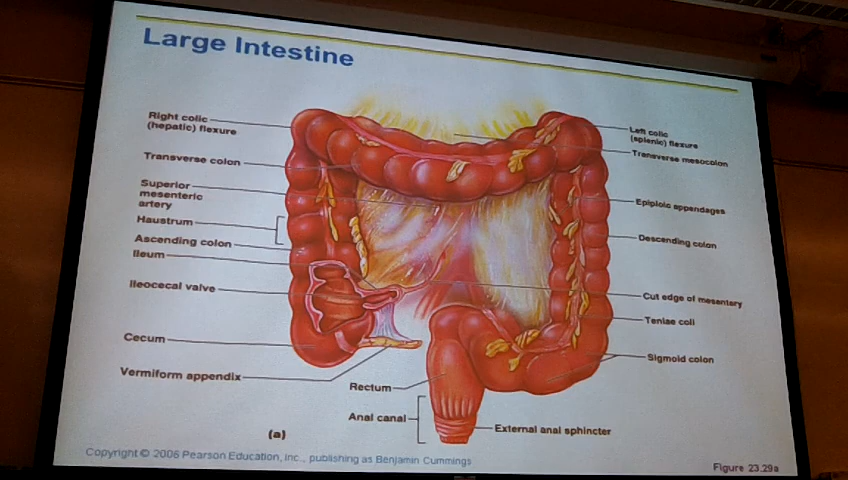 Large Intestine
Right colic
(hepatic) flexure
Transverse colon
Superior
mesenteric
artery
Haustrum
Ascending colon
Ileum
Ileocecal valve
Cecum
Vermiform appendix
Left colic
(splenic) flexure
Transverse mesocolon
Epiploic appendages
Descending colon
Cut edge of mesentary
Teniae coli
Sigmoid colon
Rectum
Anal canal
External anal sphincter
(a)
Copyright © 2006 Pearson Education, Inc., publishing as Benjamin Cummings
Figure 23.29a